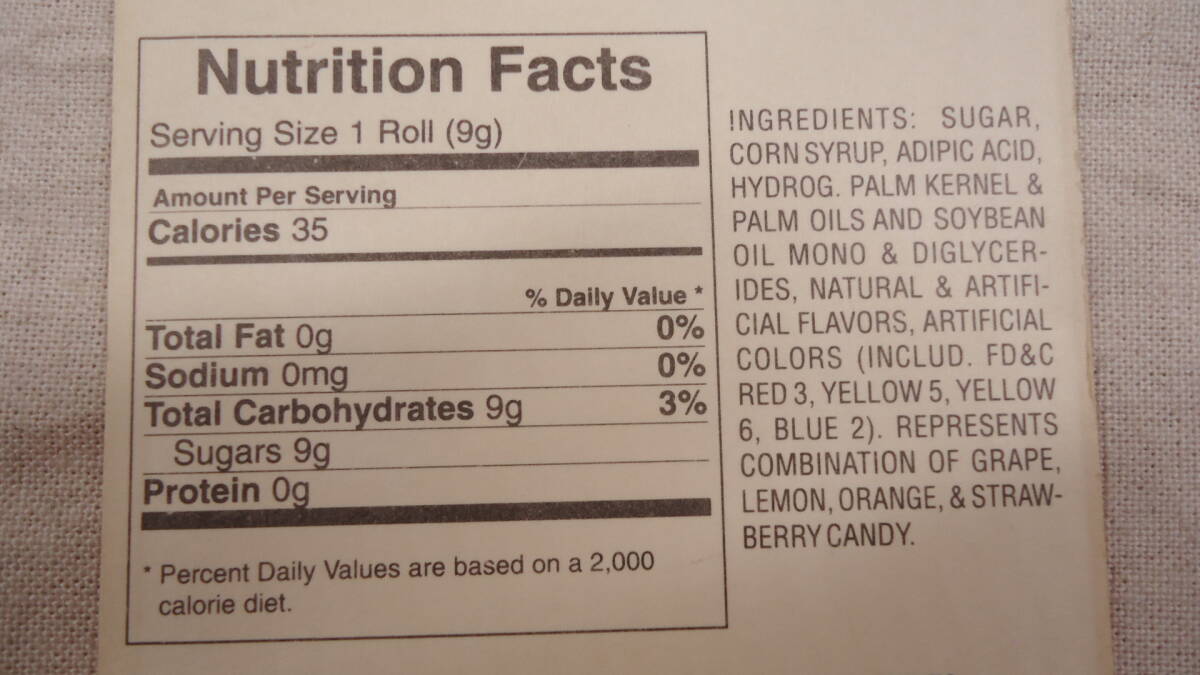 Nutrition Facts
Serving Size 1 Roll (9g)
Amount Per Serving
Calories 35
% Daily Value *
Total Fat 0g 0%
Sodium 0mg 0%
Total Carbohydrates 9g 3%
Sugars 9g
Protein 0g
* Percent Daily Values are based on a 2,000
calorie diet.
INGREDIENTS: SUGAR,
CORN SYRUP, ADIPIC ACID,
HYDROG. PALM KERNEL &
PALM OILS AND SOYBEAN
OIL MONO & DIGLYCER-
IDES, NATURAL & ARTIFI-
CIAL FLAVORS, ARTIFICIAL
COLORS (INCLUD. FD&C
RED 3, YELLOW 5, YELLOW
6, BLUE 2). REPRESENTS
COMBINATION OF GRAPE,
LEMON, ORANGE, & STRAW-
BERRY CANDY.